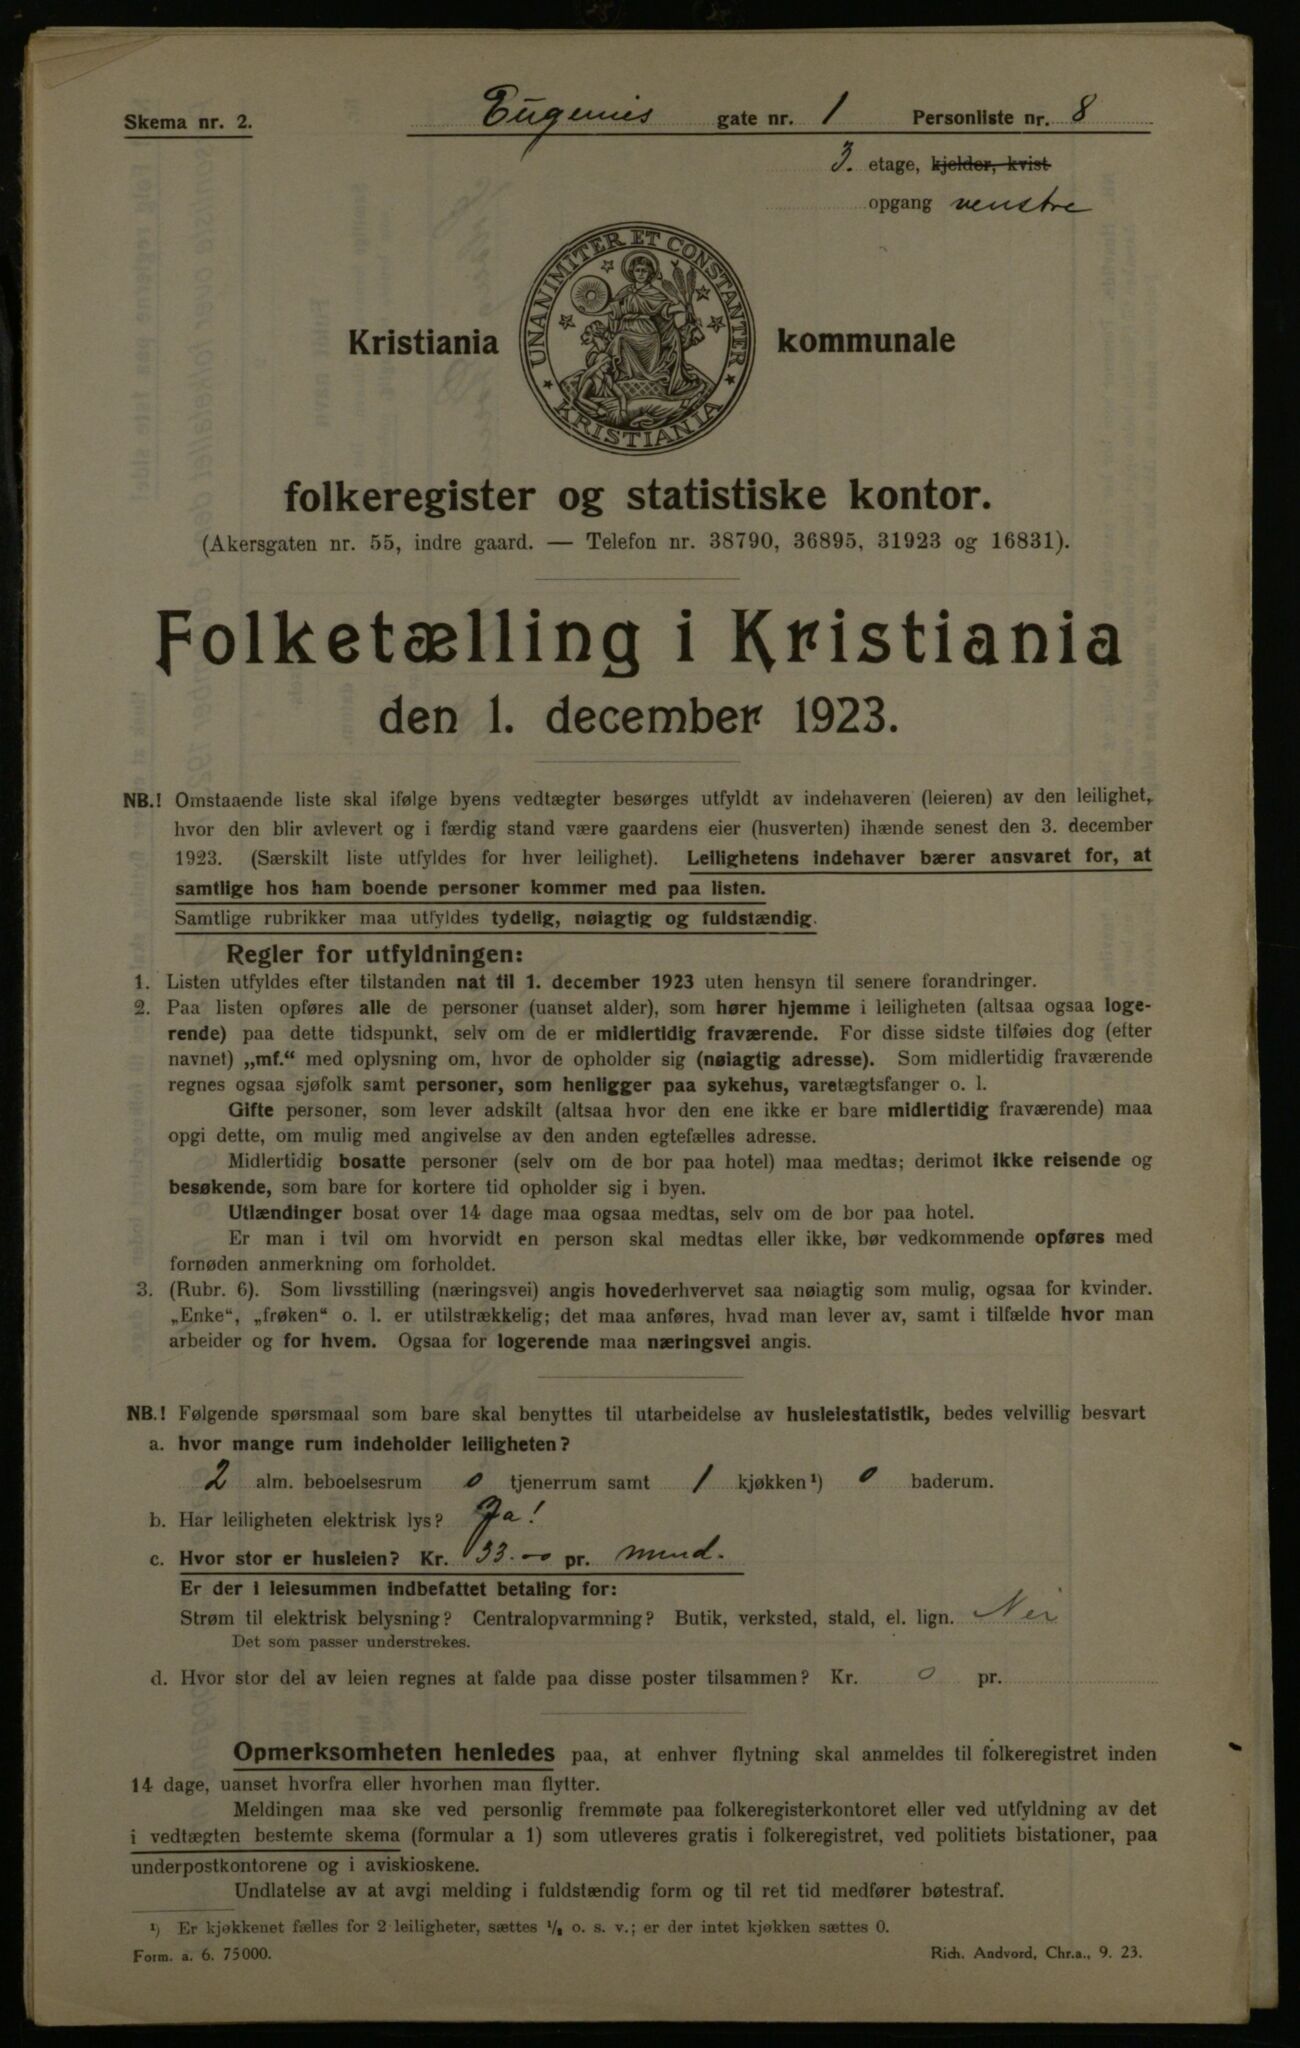 Skema nr. 2.
Eugenies gate nr. 1 Personliste nr. 8
3. etage, kjelder, kvist
opgang venstre
UNANIMITER ET CONSTANTER
KRISTIANIA
Kristiania kommunale
folkeregister og statistiske kontor.
(Akersgaten nr. 55, indre gaard. — Telefon nr. 38790, 36895, 31923 og 16831).
Folketælling i Kristiania
den 1. december 1923.
NB.! Omstaaende liste skal ifølge byens vedtægter besørges utfyldt av indehaveren (leieren) av den leilighet,
hvor den blir avlevert og i færdig stand være gaardens eier (husverten) ihænde senest den 3. december
1923. (Særskilt liste utfyldes for hver leilighet). Leilighetens indehaver bærer ansvaret for, at
samtlige hos ham boende personer kommer med paa listen.
Samtlige rubrikker maa utfyldes tydelig, nøiagtig og fuldstændig.
Regler for utfyldningen:
1. Listen utfyldes efter tilstanden nat til 1. december 1923 uten hensyn til senere forandringer.
2. Paa listen opføres alle de personer (uanset alder), som hører hjemme i leiligheten (altsaa ogsaa loge-
rende) paa dette tidspunkt, selv om de er midlertidig fraværende. For disse sidste tilføies dog (efter
navnet) „mf.“ med oplysning om, hvor de opholder sig (nøiagtig adresse). Som midlertidig fraværende
regnes ogsaa sjøfolk samt personer, som henligger paa sykehus, varetægtsfanger o. l.
Gifte personer, som lever adskilt (altsaa hvor den ene ikke er bare midlertidig fraværende) maa
opgi dette, om mulig med angivelse av den anden egtefælles adresse.
Midlertidig bosatte personer (selv om de bor paa hotel) maa medtas; derimot ikke reisende og
besøkende, som bare for kortere tid opholder sig i byen.
Utlændinger bosat over 14 dage maa ogsaa medtas, selv om de bor paa hotel.
Er man i tvil om hvorvidt en person skal medtas eller ikke, bør vedkommende opføres med
fornøden anmerkning om forholdet.
3. (Rubr. 6). Som livsstilling (næringsvei) angis hovederhvervet saa nøiagtig som mulig, ogsaa for kvinder.
„Enke“, „frøken“ o. l. er utilstrækkelig; det maa anføres, hvad man lever av, samt i tilfælde hvor man
arbeider og for hvem. Ogsaa for logerende maa næringsvei angis.
NB.! Følgende spørsmaal som bare skal benyttes til utarbeidelse av husleiestatistik, bedes velvillig besvart
a. hvor mange rum indeholder leiligheten?
2 alm. beboelsesrum 0 tjenerrum samt 1 kjøkken¹) 0 baderum.
b. Har leiligheten elektrisk lys? Ja!
c. Hvor stor er husleien? Kr. 33.00 pr. mnd.
Er der i leiesummen indbefattet betaling for:
Strøm til elektrisk belysning? Centralopvarmning? Butik, verksted, stald, el. lign. Nei
Det som passer understrekes.
d. Hvor stor del av leien regnes at falde paa disse poster tilsammen? Kr. 0 pr.
Opmerksomheten henledes paa, at enhver flytning skal anmeldes til folkeregistret inden
14 dage, uanset hvorfra eller hvorhen man flytter.
Meldingen maa ske ved personlig fremmøte paa folkeregisterkontoret eller ved utfyldning av det
i vedtægten bestemte skema (formular a 1) som utleveres gratis i folkeregistret, ved politiets bistationer, paa
underpostkontorene og i aviskioskene.
Undlatelse av at avgi melding i fuldstændig form og til ret tid medfører bøtestraf.
¹) Er kjøkkenet fælles for 2 leiligheter, sættes ½ o. s. v.; er der intet kjøkken sættes 0.
Form. a. 6. 75000. Rich. Andvord, Chr.a., 9. 23.